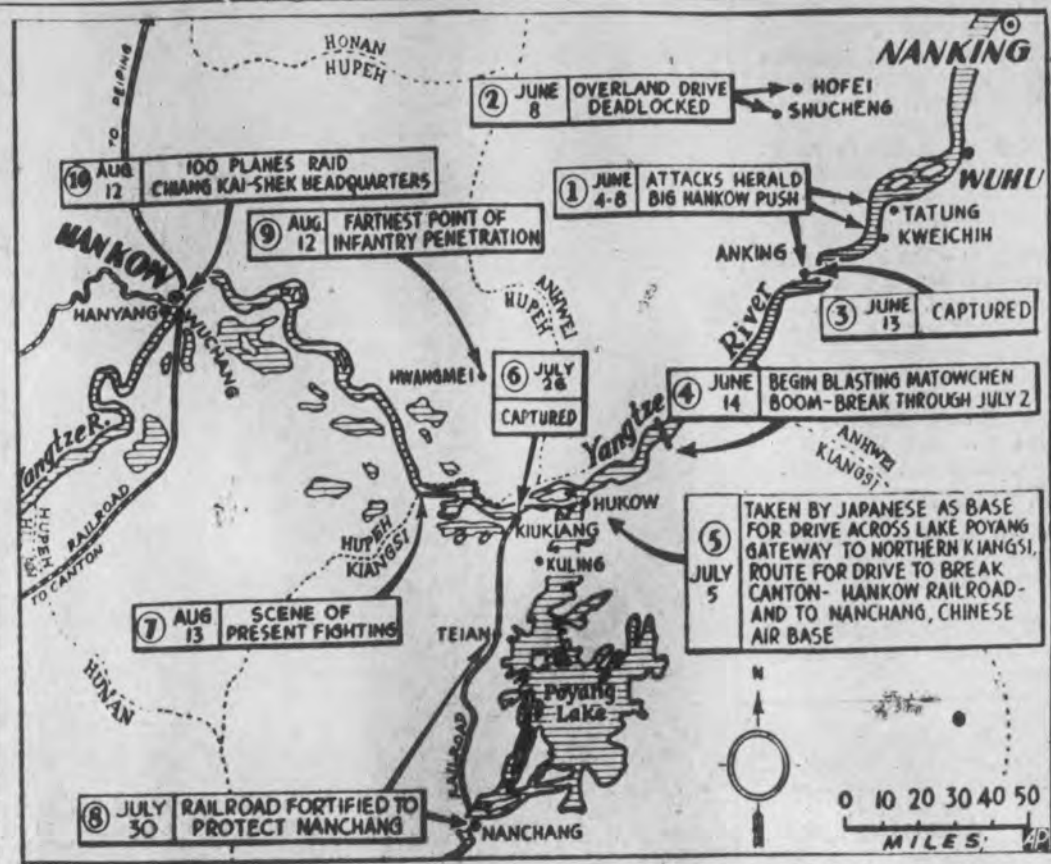 NANKING
HONAN
HUPEH
TO PEIPING
② JUNE 8
OVERLAND DRIVE
DEADLOCKED
HOFEI
SHUCHENG
WUHU
⑩ AUG 12
100 PLANES RAID
CHIANG KAI-SHEK HEADQUARTERS
① JUNE 4-8
ATTACKS HERALD
BIG HANKOW PUSH
TATUNG
KWEICHIH
⑨ AUG. 12
FARTHEST POINT OF
INFANTRY PENETRATION
ANKING
HANKOW
HANYANG
WUCHANG
ANHWEI
HUPEH
③ JUNE 13
CAPTURED
River
HWANGMEI
⑥ JULY 26
CAPTURED
④ JUNE 14
BEGIN BLASTING MATOWCHEN
BOOM-BREAK THROUGH JULY 2
Yangtze
Yangtze R.
ANHWEI
KIANGSI
HUPEH
RAILROAD
TO CANTON
HUKOW
KIUKIANG
HUPEH
KIANGSI
KULING
⑤ JULY 5
TAKEN BY JAPANESE AS BASE
FOR DRIVE ACROSS LAKE POYANG
GATEWAY TO NORTHERN KIANGSI,
ROUTE FOR DRIVE TO BREAK
CANTON- HANKOW RAILROAD-
AND TO NANCHANG, CHINESE
AIR BASE
⑦ AUG 13
SCENE OF
PRESENT FIGHTING
TEIAN
HUNAN
Poyang
Lake
N
RAILROAD
⑧ JULY 30
RAILROAD FORTIFIED TO
PROTECT NANCHANG
NANCHANG
0 10 20 30 40 50
MILES
AP